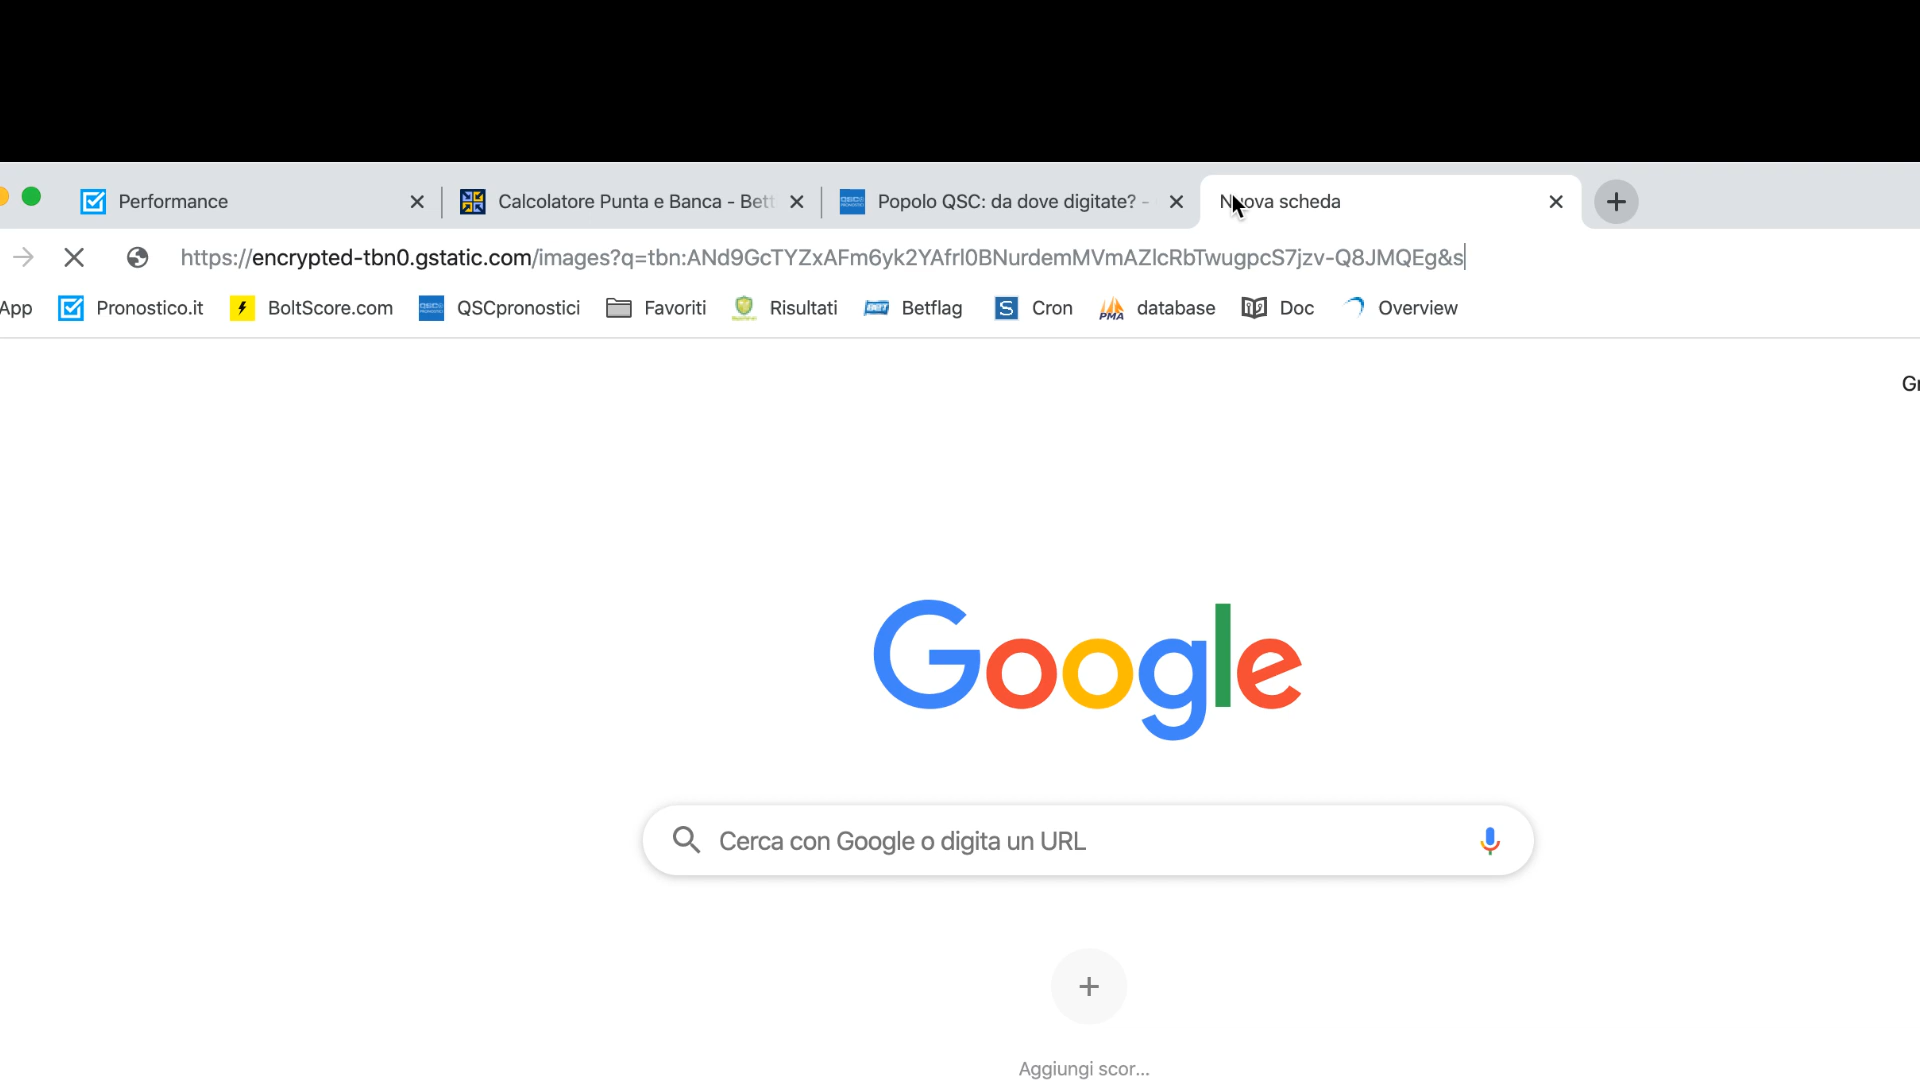 Performance
Calcolatore Punta e Banca - Bett
Popolo QSC: da dove digitate? -
Nuova scheda
https://encrypted-tbn0.gstatic.com/images?q=tbn:ANd9GcTYZxAFm6yk2YAfrl0BNurdemMVmAZlcRbTwugpcS7jzv-Q8JMQEg&s
App
Pronostico.it
BoltScore.com
QSCpronostici
Favoriti
Risultati
Betflag
Cron
PMA
database
Doc
Overview
Google
Cerca con Google o digita un URL
Aggiungi scor...